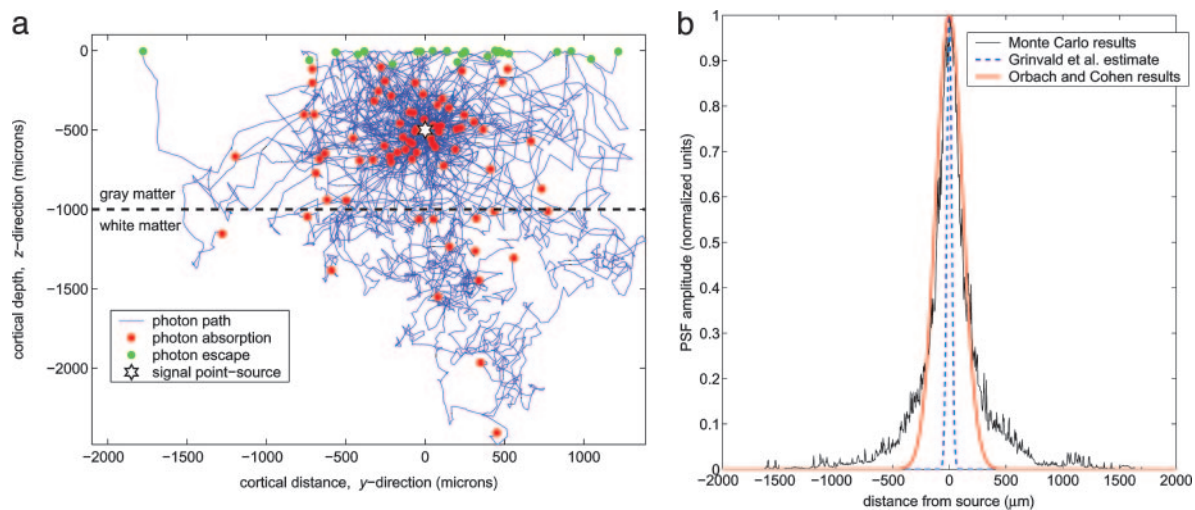 a
0
−500
−1000
−1500
−2000
gray matter
white matter
photon path
photon absorption
photon escape
signal point-source
−2000 −1500 −1000 −500 0 500 1000
cortical distance, y-direction (microns)
cortical depth, z-direction (microns)
b
1
0.9
0.8
0.7
0.6
0.5
0.4
0.3
0.2
0.1
0
Monte Carlo results
Grinvald et al. estimate
Orbach and Cohen results
−2000 −1500 −1000 −500 0 500 1000 1500 2000
distance from source (μm)
PSF amplitude (normalized units)